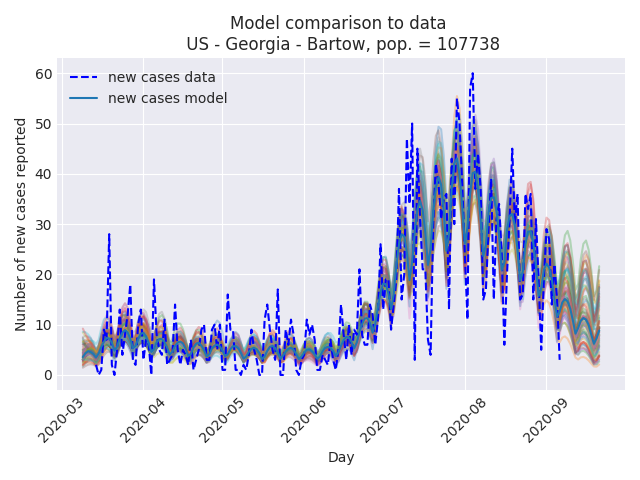 Model comparison to data
US - Georgia - Bartow, pop. = 107738
new cases data
new cases model
Number of new cases reported
60
50
40
30
20
10
0
2020-03
2020-04
2020-05
2020-06
2020-07
2020-08
2020-09
Day